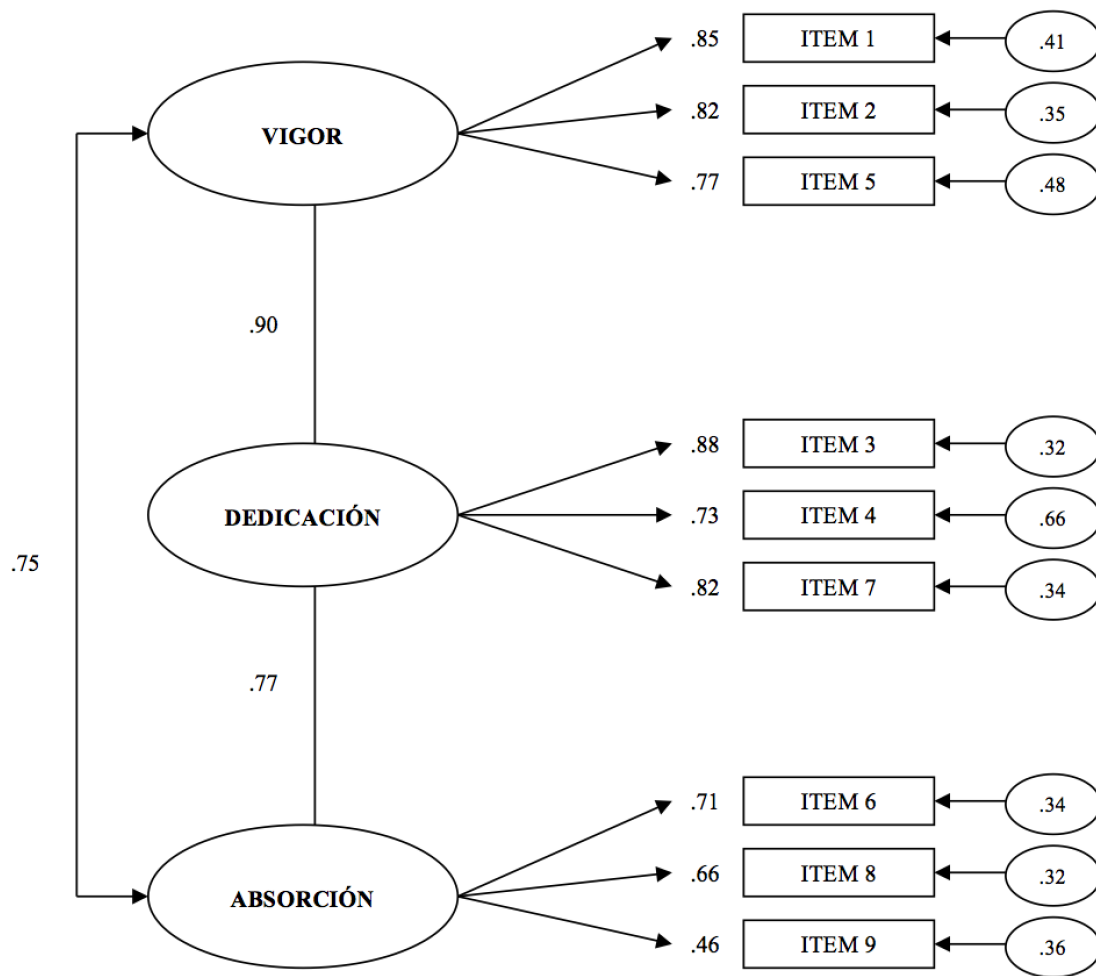 .85 ITEM 1 .41
VIGOR .82 ITEM 2 .35
.77 ITEM 5 .48
.90
.88 ITEM 3 .32
DEDICACIÓN .73 ITEM 4 .66
.75 .82 ITEM 7 .34
.77
.71 ITEM 6 .34
ABSORCIÓN .66 ITEM 8 .32
.46 ITEM 9 .36